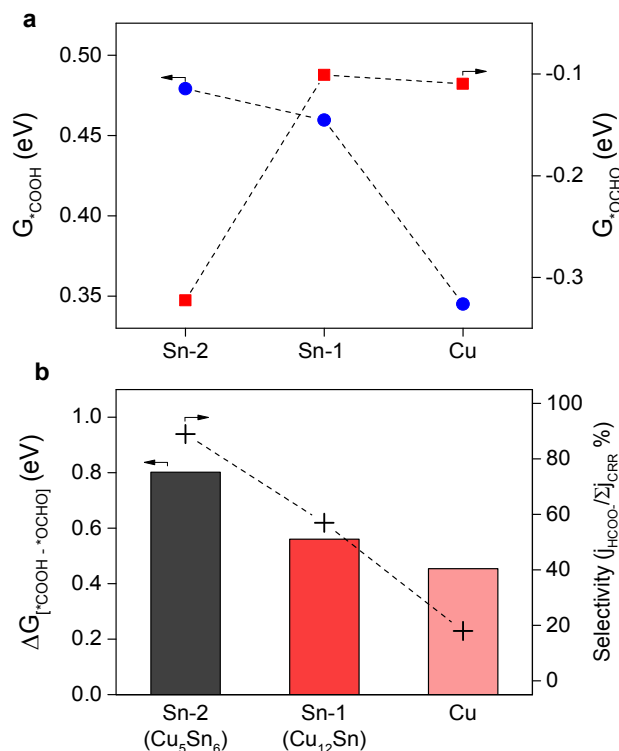 a
0.50
0.45
0.40
0.35
G*COOH (eV)
-0.1
-0.2
-0.3
G*OCHO (eV)
Sn-2 Sn-1 Cu
b
1.0
0.8
0.6
0.4
0.2
0.0
ΔG[*COOH - *OCHO] (eV)
100
80
60
40
20
0
Selectivity (jHCOO-/ΣjCRR %)
Sn-2 Sn-1 Cu
(Cu5Sn6) (Cu12Sn)